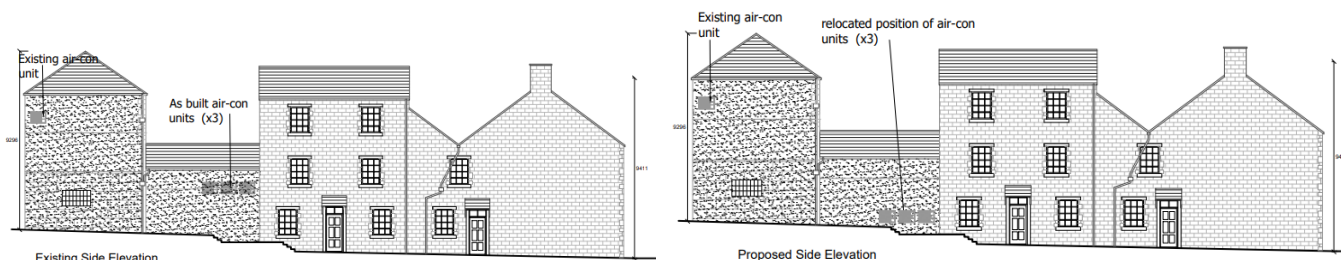 Existing air-con
unit
As built air-con
units (x3)
9296
9411
Existing Side Elevation
Existing air-con
unit
relocated position of air-con
units (x3)
9296
Proposed Side Elevation